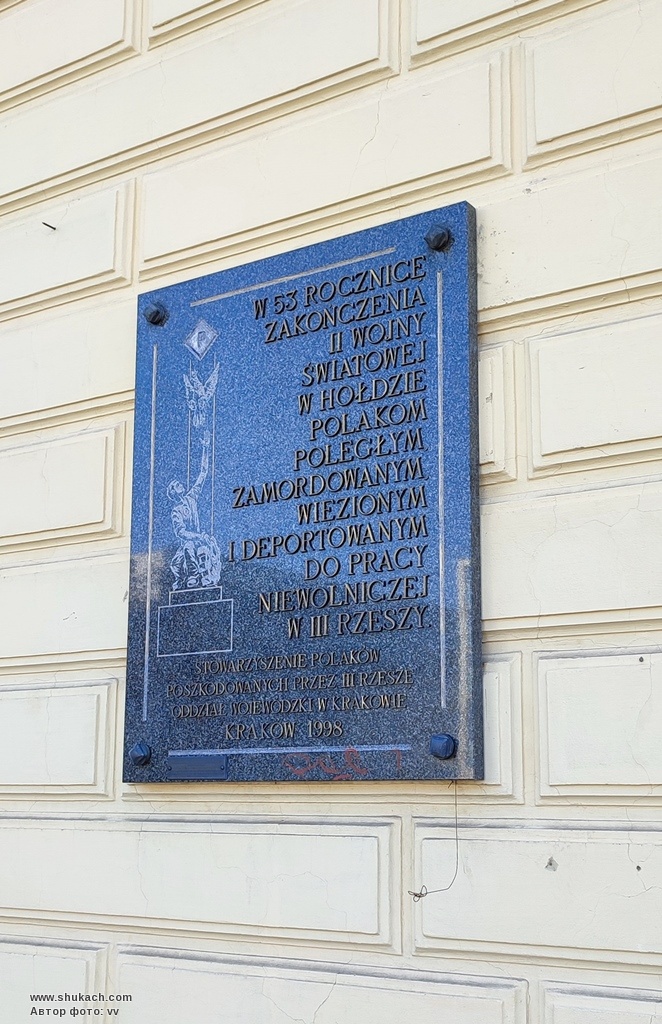 W 53 ROCZNICĘ
ZAKOŃCZENIA
II WOJNY
ŚWIATOWEJ
W HOŁDZIE
POLAKOM
POLEGŁYM,
ZAMORDOWANYM,
WIĘZIONYM
I DEPORTOWANYM
DO PRACY
NIEWOLNICZEJ
W III RZESZY.
STOWARZYSZENIE POLAKÓW
POSZKODOWANYCH PRZEZ III RZESZĘ
ODDZIAŁ WOJEWÓDZKI W KRAKOWIE
KRAKÓW 1998
P
www.shukach.com
Автор фото: vv